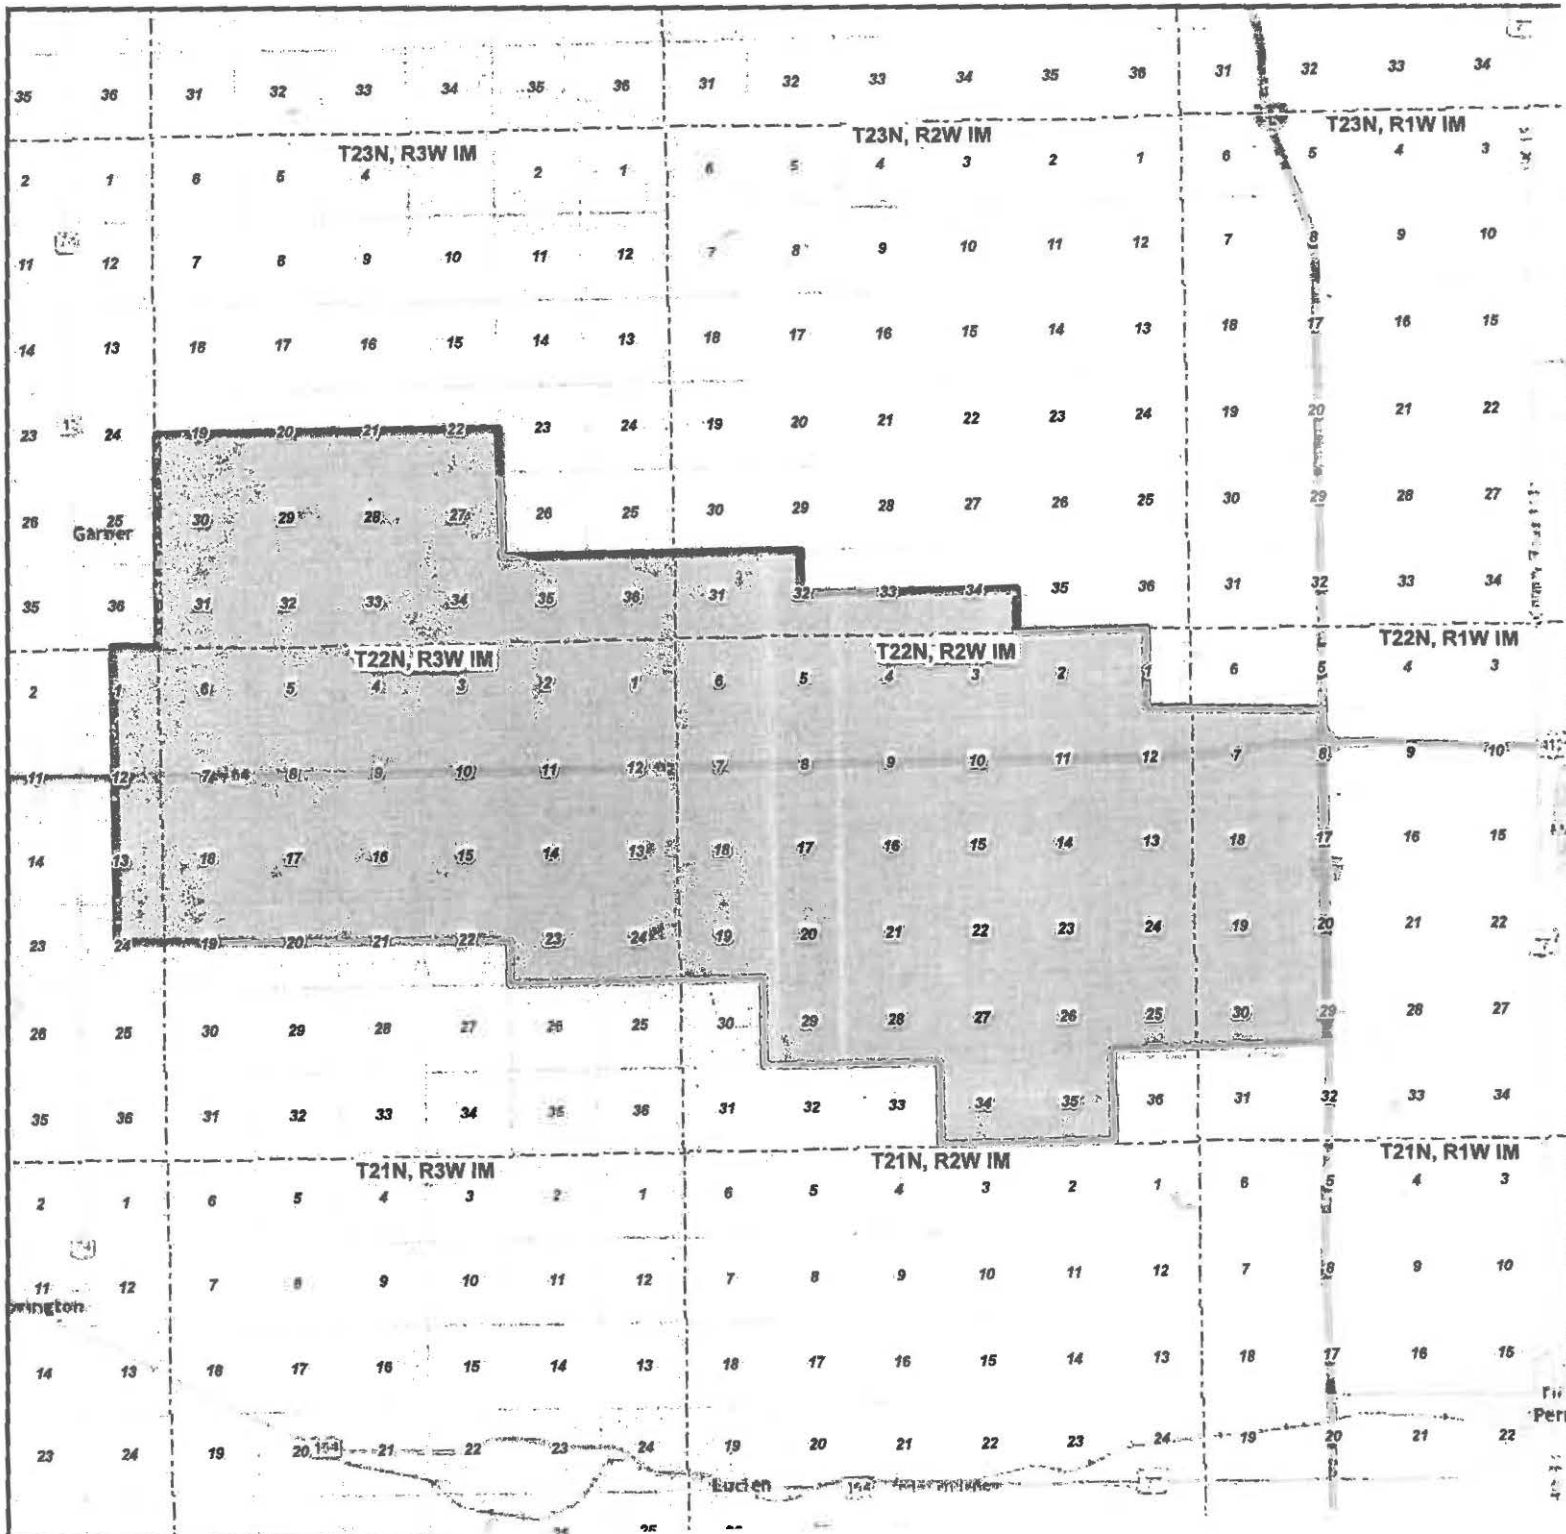 35 36 31 32 33 34 35 36 31 32 33 34 35 36 31 32 33 34
T23N, R3W IM T23N, R2W IM T23N, R1W IM
2 1 6 5 4 2 1 6 5 4 3 2 1 6 5 4 3
11 12 7 8 9 10 11 12 7 8 9 10 11 12 7 8 9 10
14 13 18 17 16 15 14 13 18 17 16 15 14 13 18 17 16 15
23 24 19 20 21 22 23 24 19 20 21 22 23 24 19 20 21 22
26 25 30 29 28 27 26 25 30 29 28 27 26 25 30 29 28 27
Garber
35 36 31 32 33 34 35 36 31 32 33 34 35 36 31 32 33 34
T22N, R3W IM T22N, R2W IM T22N, R1W IM
2 1 6 5 4 3 2 1 6 5 4 3 2 1 6 5 4 3
11 12 7 8 9 10 11 12 7 8 9 10 11 12 7 8 9 10
14 13 18 17 16 15 14 13 18 17 16 15 14 13 18 17 16 15
23 24 19 20 21 22 23 24 19 20 21 22 23 24 19 20 21 22
26 25 30 29 28 27 26 25 30 29 28 27 26 25 30 29 28 27
35 36 31 32 33 34 35 36 31 32 33 34 35 36 31 32 33 34
T21N, R3W IM T21N, R2W IM T21N, R1W IM
2 1 6 5 4 3 2 1 6 5 4 3 2 1 6 5 4 3
11 12 7 8 9 10 11 12 7 8 9 10 11 12 7 8 9 10
14 13 18 17 16 15 14 13 18 17 16 15 14 13 18 17 16 15
Perr
23 24 19 20 164 21 22 23 24 19 20 21 22 23 24 19 20 21 22
Lucien 164